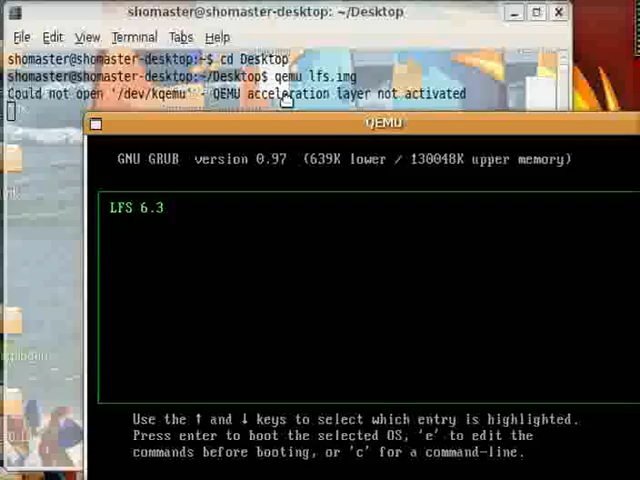 shomaster@shomaster-desktop: ~/Desktop
File Edit View Terminal Tabs Help
shomaster@shomaster-desktop:~$ cd Desktop
shomaster@shomaster-desktop:~/Desktop$ qemu lfs.img
Could not open '/dev/kqemu' - QEMU acceleration layer not activated
QEMU
GNU GRUB version 0.97 (639K lower / 130048K upper memory)
LFS 6.3
Use the ↑ and ↓ keys to select which entry is highlighted.
Press enter to boot the selected OS, 'e' to edit the
commands before booting, or 'c' for a command-line.